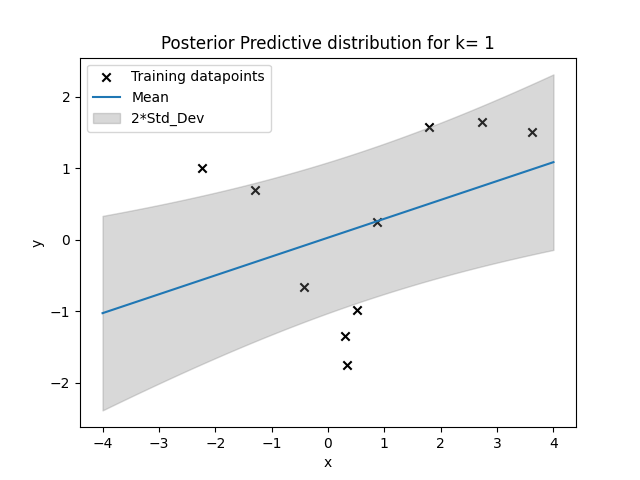 Posterior Predictive distribution for k= 1
Training datapoints
Mean
2*Std_Dev
y
2
1
0
−1
−2
−4 −3 −2 −1 0 1 2 3 4
x